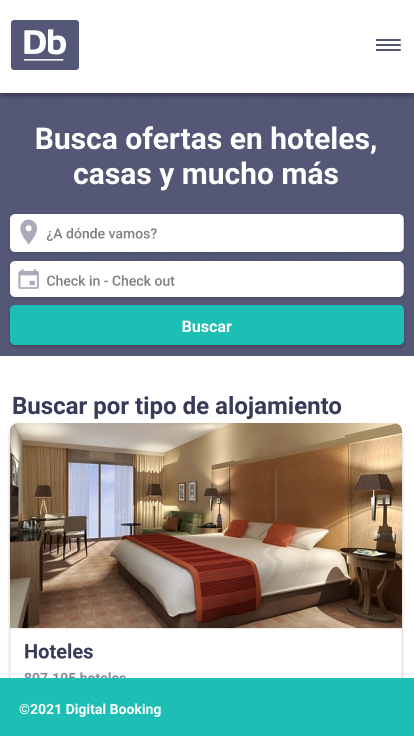 Db
Busca ofertas en hoteles,
casas y mucho más
¿A dónde vamos?
Check in - Check out
Buscar
Buscar por tipo de alojamiento
Hoteles
807.105 hoteles
©2021 Digital Booking